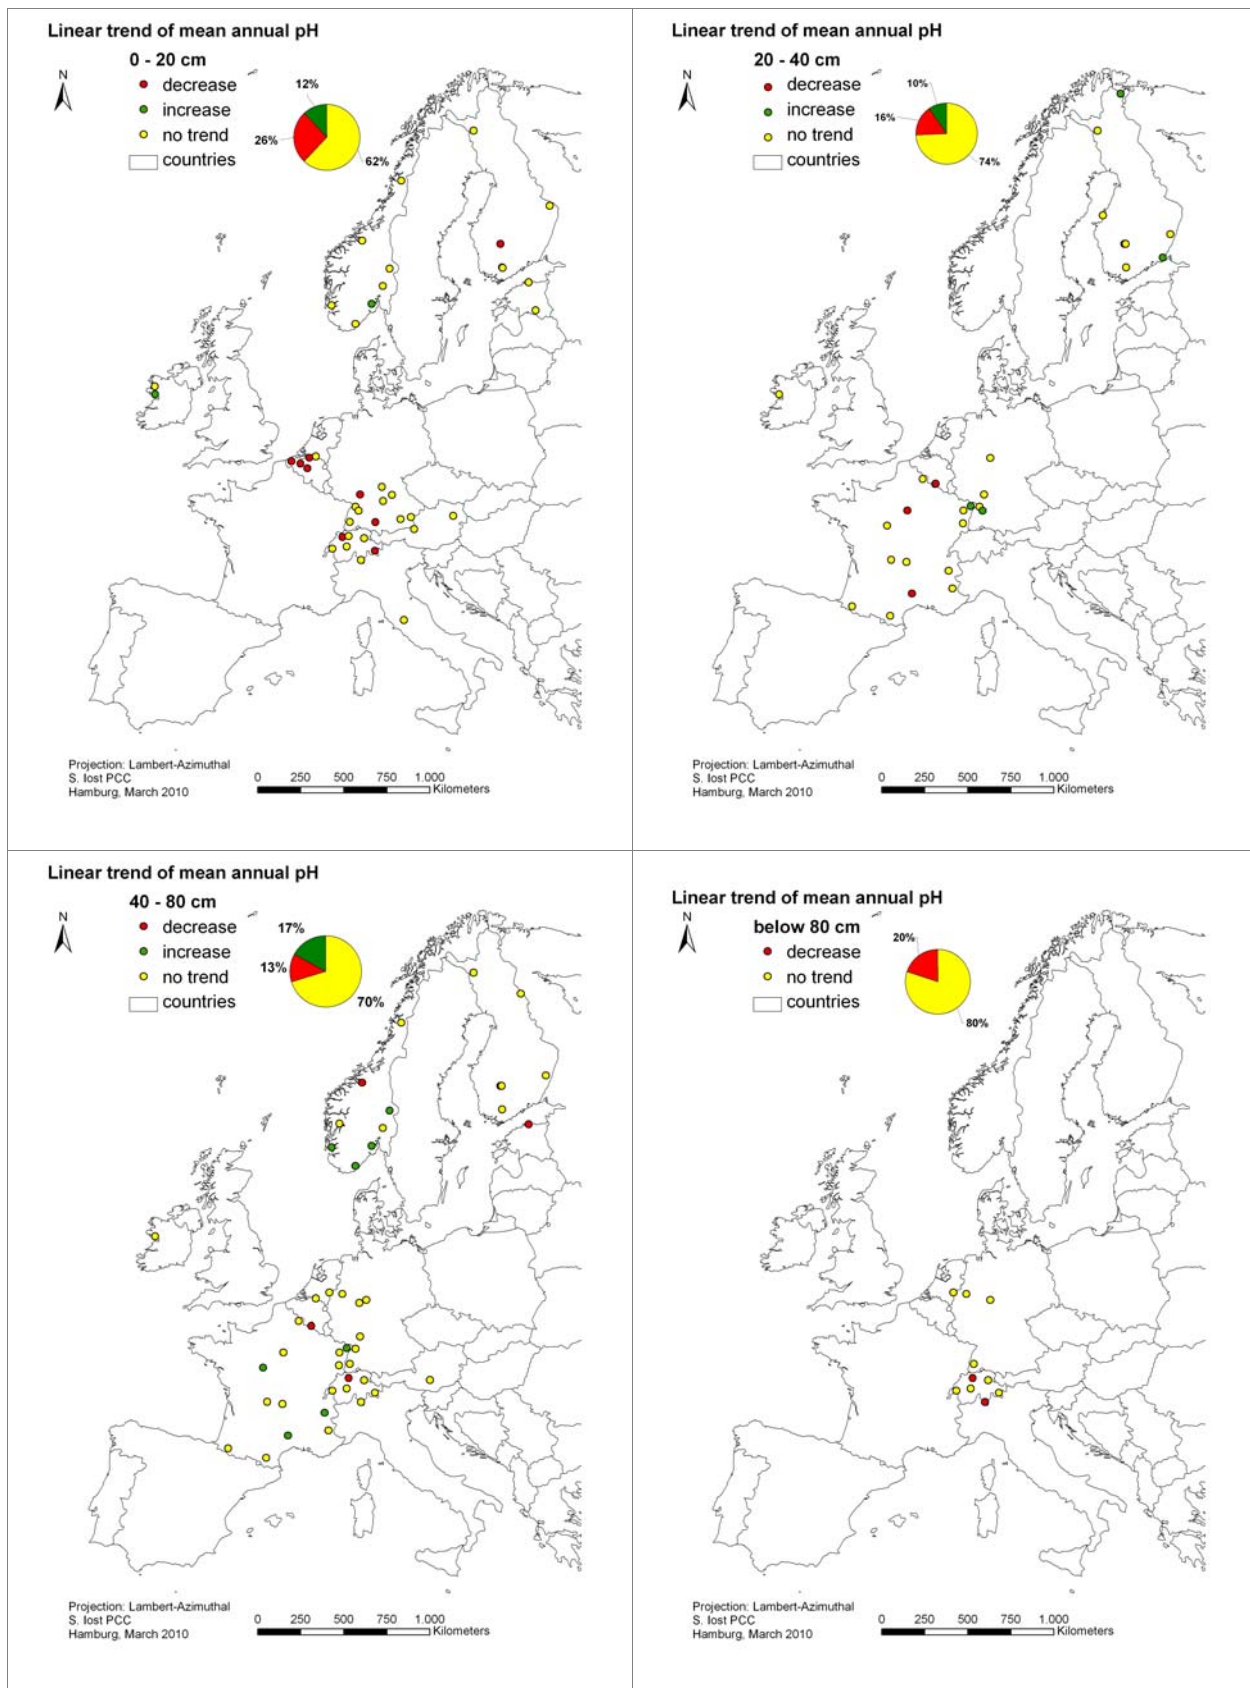 Linear trend of mean annual pH
0 - 20 cm
decrease
increase
no trend
countries
N
12%
26%
62%
Projection: Lambert-Azimuthal
S. Iost PCC
Hamburg, March 2010
0 250 500 750 1.000
Kilometers
Linear trend of mean annual pH
20 - 40 cm
decrease
increase
no trend
countries
N
10%
16%
74%
Projection: Lambert-Azimuthal
S. Iost PCC
Hamburg, March 2010
0 250 500 750 1.000
Kilometers
Linear trend of mean annual pH
40 - 80 cm
decrease
increase
no trend
countries
N
17%
13%
70%
Projection: Lambert-Azimuthal
S. Iost PCC
Hamburg, March 2010
0 250 500 750 1.000
Kilometers
Linear trend of mean annual pH
below 80 cm
decrease
no trend
countries
N
20%
80%
Projection: Lambert-Azimuthal
S. Iost PCC
Hamburg, March 2010
0 250 500 750 1.000
Kilometers